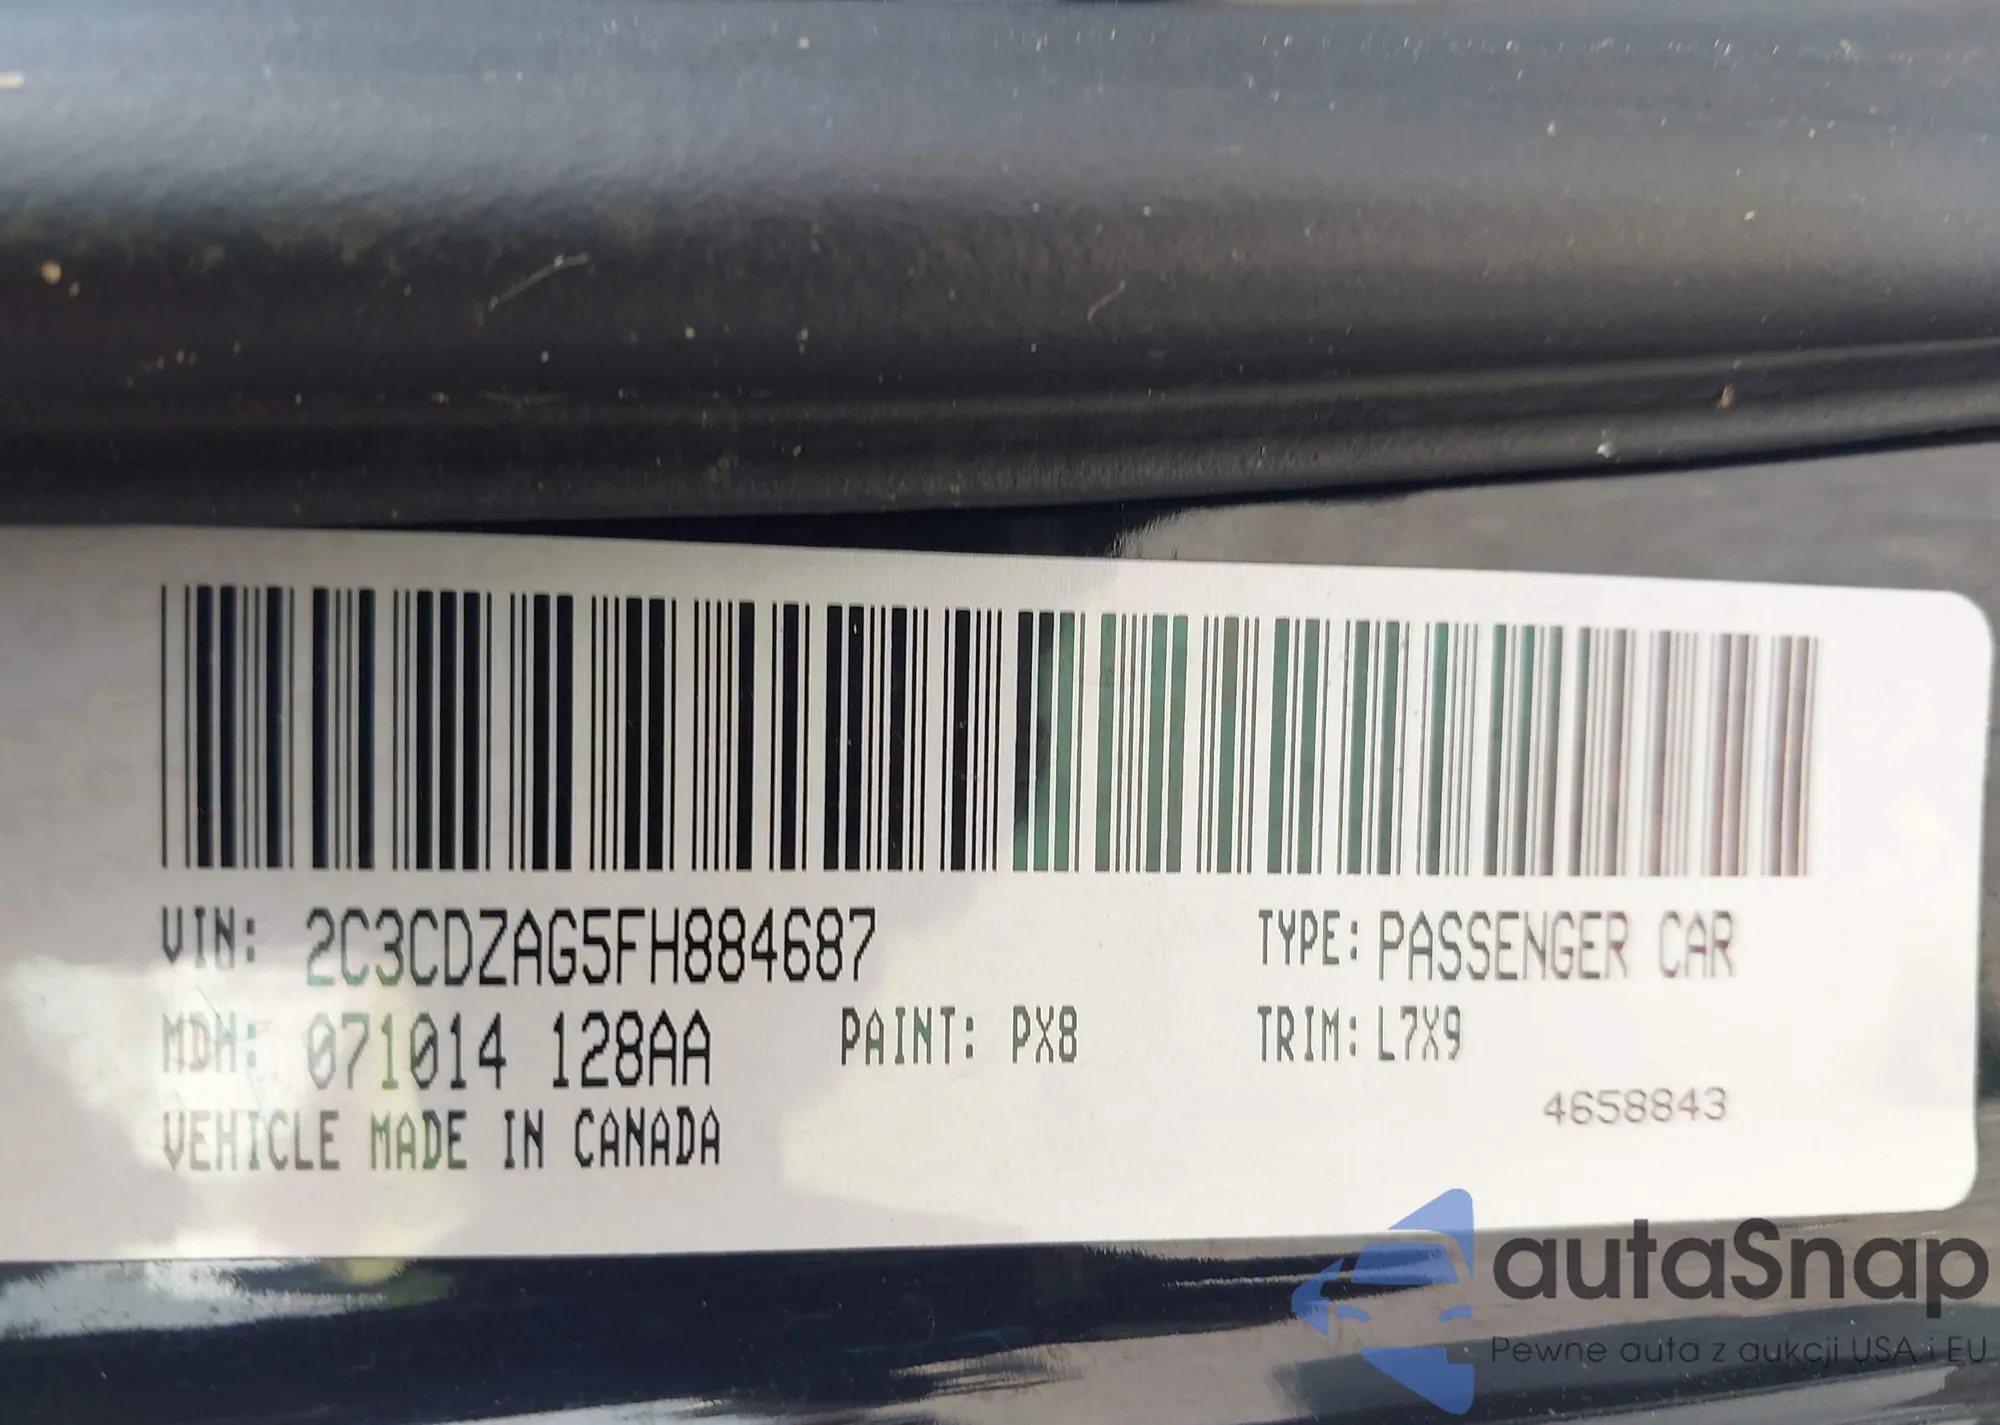 VIN: 2C3CDZAG5FH884687 TYPE: PASSENGER CAR
MDH: 071014 128AA PAINT: PX8 TRIM: L7X9
VEHICLE MADE IN CANADA
4658843
autaSnap
Pewne auta z aukcji USA i EU